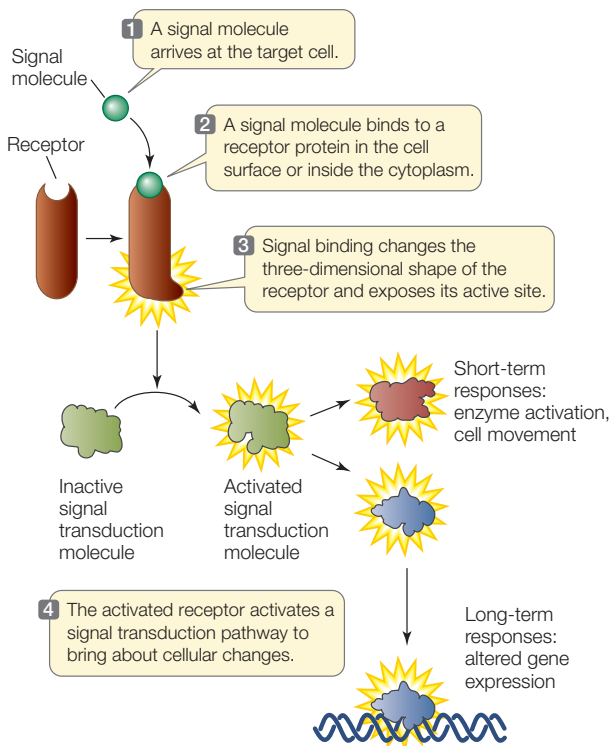 1 A signal molecule
arrives at the target cell.
Signal
molecule
2 A signal molecule binds to a
receptor protein in the cell
surface or inside the cytoplasm.
Receptor
3 Signal binding changes the
three-dimensional shape of the
receptor and exposes its active site.
Short-term
responses:
enzyme activation,
cell movement
Inactive
signal
transduction
molecule
Activated
signal
transduction
molecule
4 The activated receptor activates a
signal transduction pathway to
bring about cellular changes.
Long-term
responses:
altered gene
expression